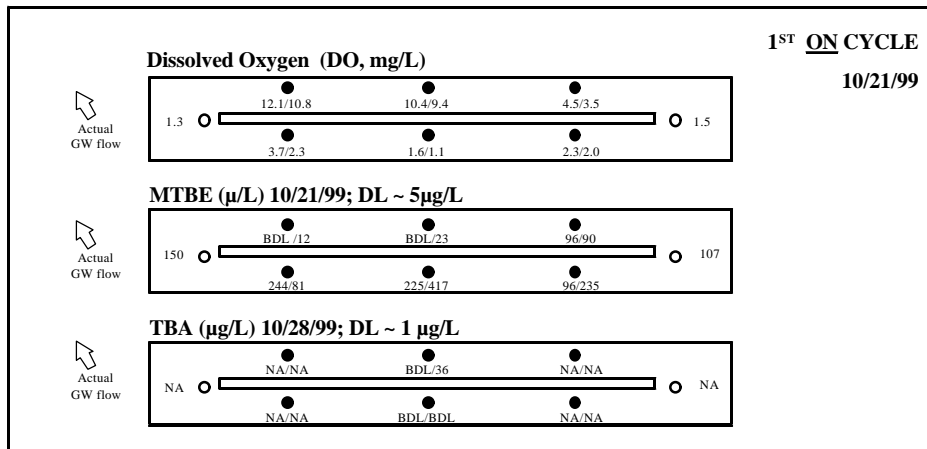 1ST ON CYCLE
10/21/99
Dissolved Oxygen (DO, mg/L)
Actual
GW flow
12.1/10.8 10.4/9.4 4.5/3.5
1.3 1.5
3.7/2.3 1.6/1.1 2.3/2.0
MTBE (µ/L) 10/21/99; DL ~ 5µg/L
Actual
GW flow
BDL /12 BDL/23 96/90
150 107
244/81 225/417 96/235
TBA (µg/L) 10/28/99; DL ~ 1 µg/L
Actual
GW flow
NA/NA BDL/36 NA/NA
NA NA
NA/NA BDL/BDL NA/NA